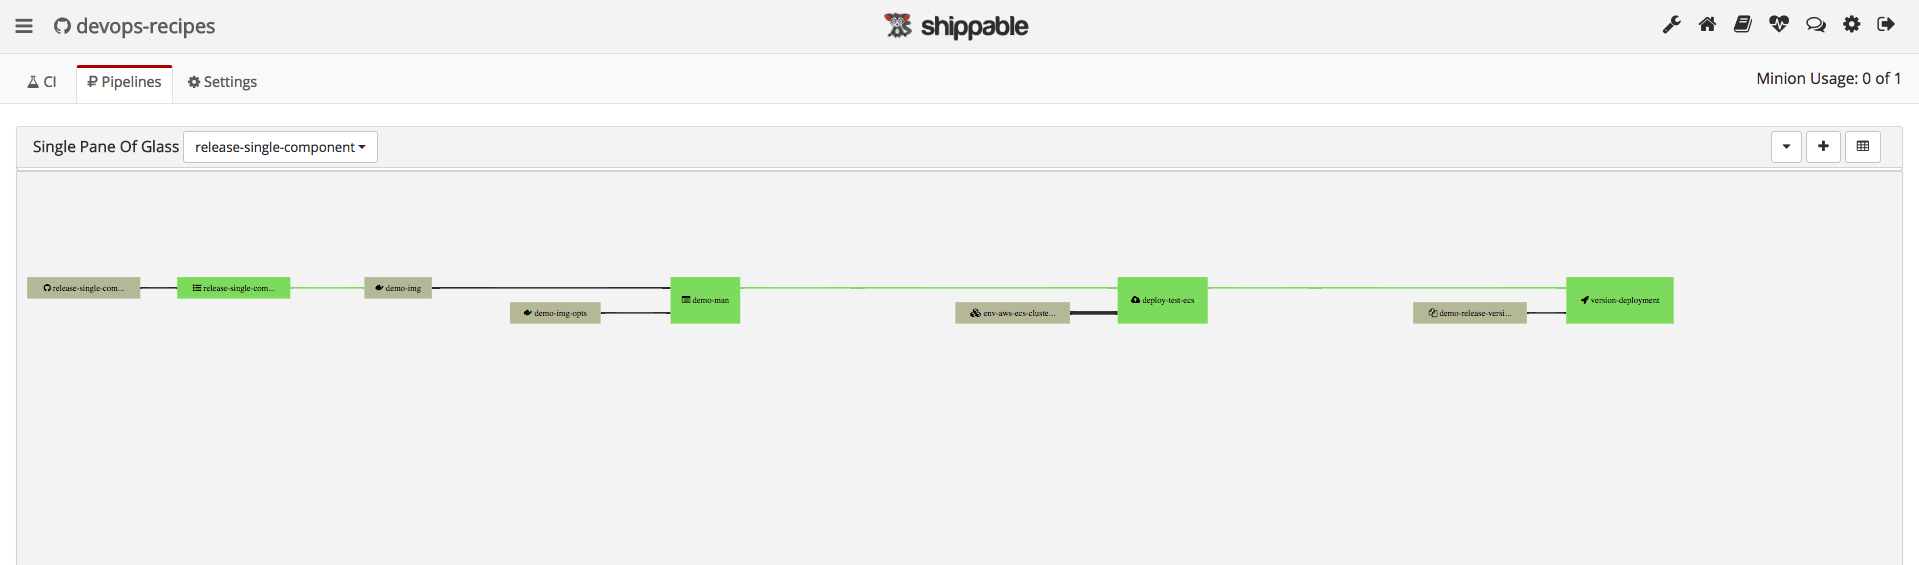 devops-recipes
shippable
CI
Pipelines
Settings
Minion Usage: 0 of 1
Single Pane Of Glass
release-single-component
release-single-com...
release-single-com...
demo-img
demo-img-opts
demo-man
env-aws-ecs-cluste...
deploy-test-ecs
demo-release-versi...
version-deployment